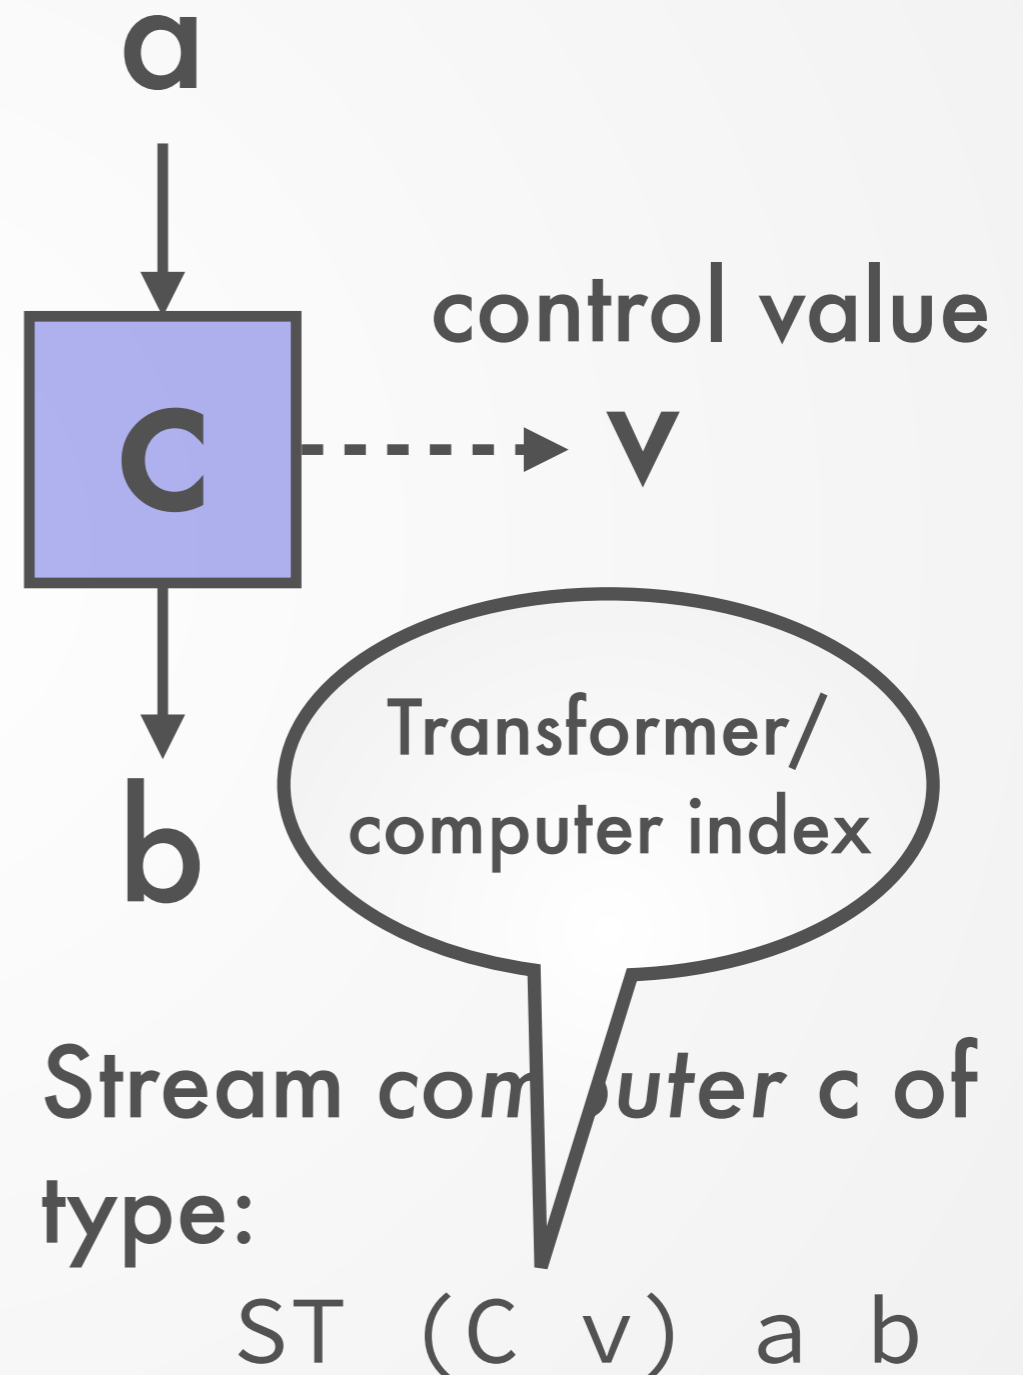 a
control value
c
v
Transformer/
computer index
b
Stream computer c of
type:
ST (C v) a b